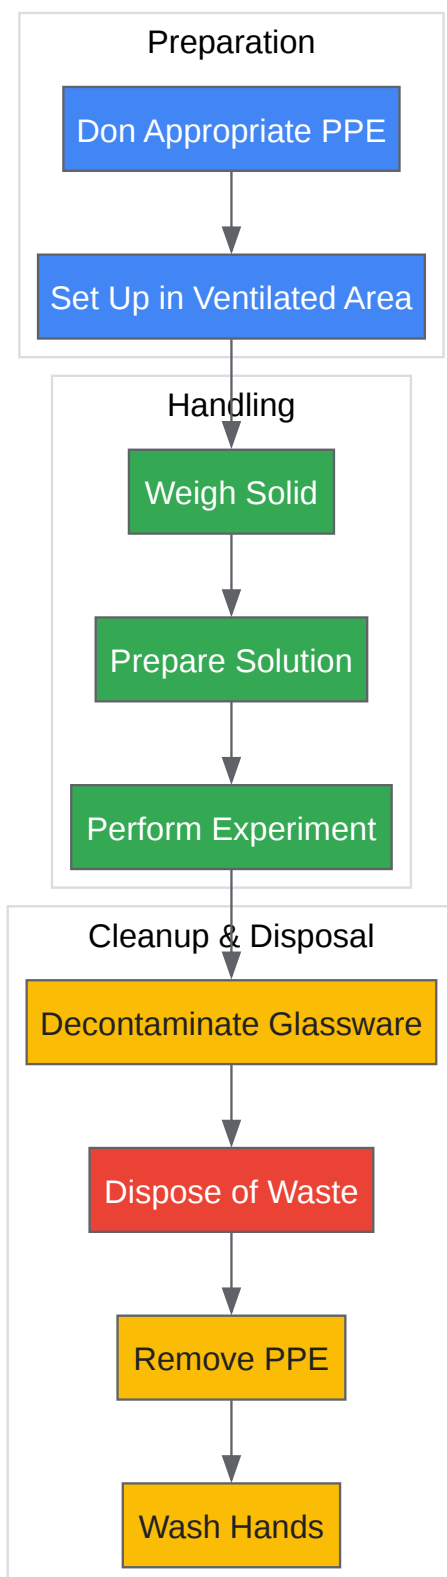 Preparation
Don Appropriate PPE
Set Up in Ventilated Area
Handling
Weigh Solid
Prepare Solution
Perform Experiment
Cleanup & Disposal
Decontaminate Glassware
Dispose of Waste
Remove PPE
Wash Hands